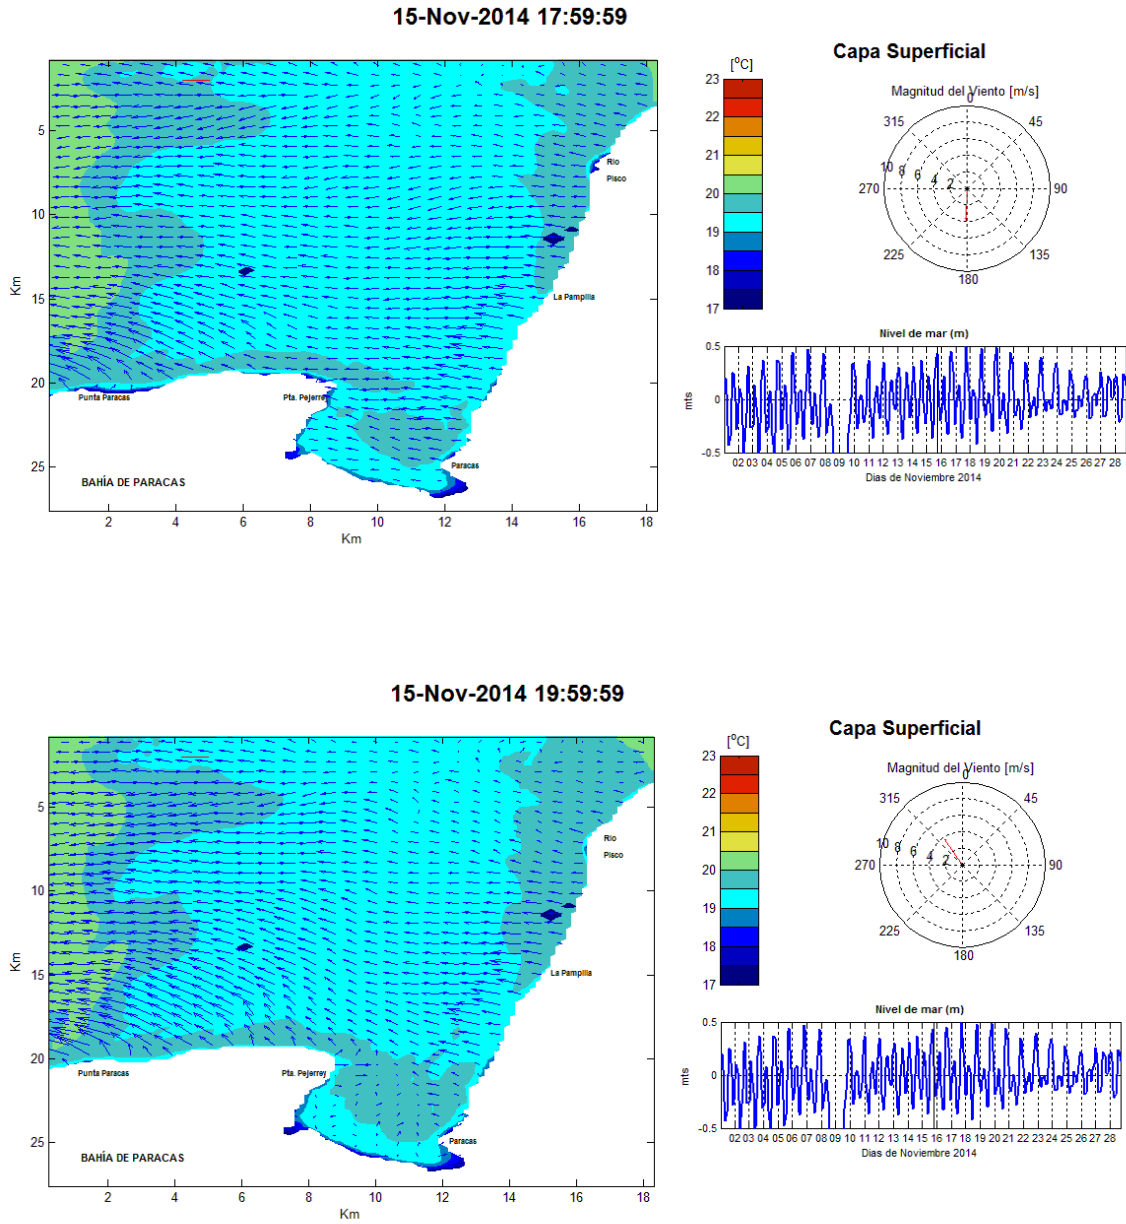 15-Nov-2014 17:59:59
Capa Superficial
[°C]
23
22
21
20
19
18
17
Magnitud del Viento [m/s]
0
45
90
135
180
225
270
315
10 8 6 4 2
5
10
15
20
25
Km
Rio
Pisco
La Pampilla
Punta Paracas
Pta. Pejerrey
Paracas
BAHÍA DE PARACAS
2 4 6 8 10 12 14 16 18
Km
Nivel de mar (m)
0.5
0
-0.5
mts
02 03 04 05 06 07 08 09 10 11 12 13 14 15 16 17 18 19 20 21 22 23 24 25 26 27 28
Dias de Noviembre 2014
15-Nov-2014 19:59:59
Capa Superficial
[°C]
23
22
21
20
19
18
17
Magnitud del Viento [m/s]
0
45
90
135
180
225
270
315
10 8 6 4 2
5
10
15
20
25
Km
Rio
Pisco
La Pampilla
Punta Paracas
Pta. Pejerrey
Paracas
BAHÍA DE PARACAS
2 4 6 8 10 12 14 16 18
Km
Nivel de mar (m)
0.5
0
-0.5
mts
02 03 04 05 06 07 08 09 10 11 12 13 14 15 16 17 18 19 20 21 22 23 24 25 26 27 28
Dias de Noviembre 2014